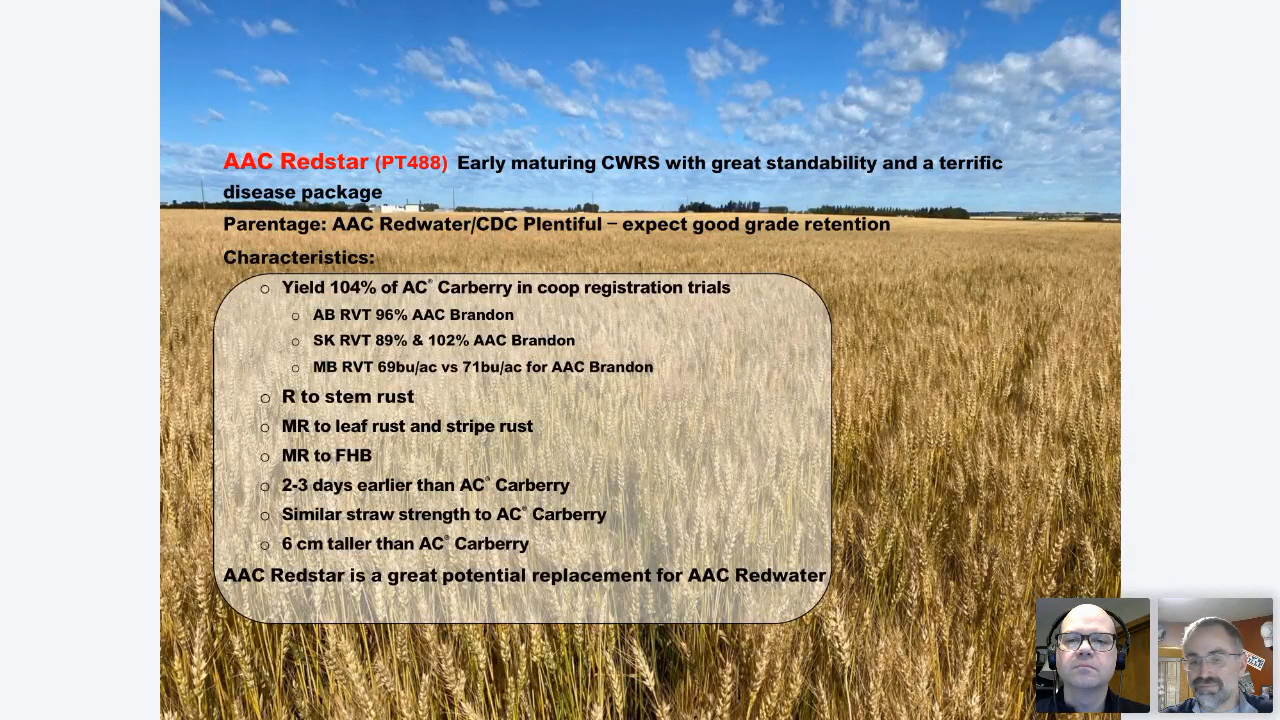 AAC Redstar (PT488) Early maturing CWRS with great standability and a terrific
disease package
Parentage: AAC Redwater/CDC Plentiful – expect good grade retention
Characteristics:
○ Yield 104% of AC® Carberry in coop registration trials
○ AB RVT 96% AAC Brandon
○ SK RVT 89% & 102% AAC Brandon
○ MB RVT 69bu/ac vs 71bu/ac for AAC Brandon
○ R to stem rust
○ MR to leaf rust and stripe rust
○ MR to FHB
○ 2-3 days earlier than AC® Carberry
○ Similar straw strength to AC® Carberry
○ 6 cm taller than AC® Carberry
AAC Redstar is a great potential replacement for AAC Redwater